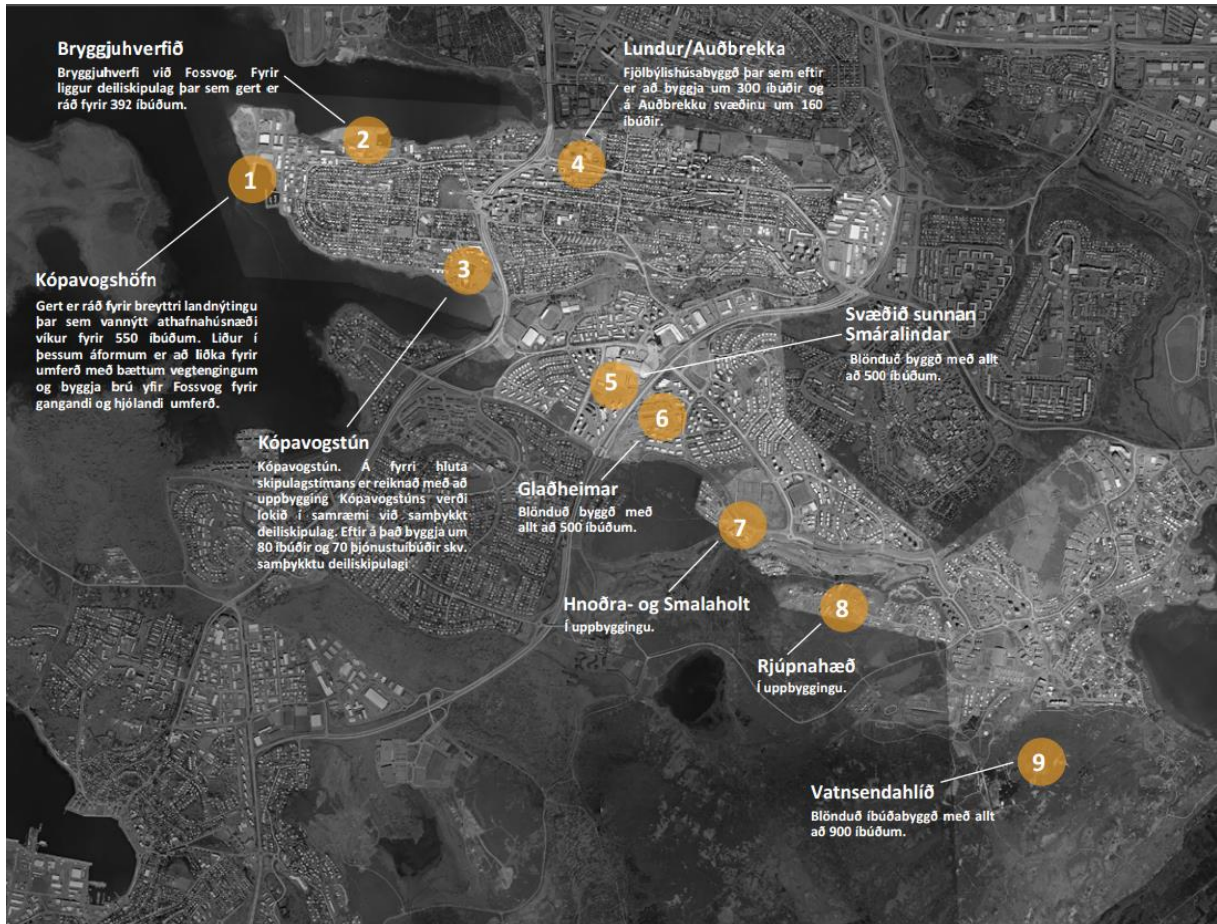 Bryggjuhverfið
Bryggjuhverfi við Fossvog. Fyrir
liggur deiliskipulag þar sem gert er
ráð fyrir 392 íbúðum.
Lundur/Auðbrekka
Fjölbýlishúsabyggð þar sem eftir
er að byggja um 300 íbúðir og
á Auðbrekku svæðinu um 160
íbúðir.
2
4
1
3
Kópavogshöfn
Gert er ráð fyrir breyttri landnýtingu
þar sem vannýtt athafnahúsnæði
víkur fyrir 550 íbúðum. Liður í
þessum áformum er að liðka fyrir
umferð með bættum vegtengingum
og byggja brú yfir Fossvog fyrir
gangandi og hjólandi umferð.
Svæðið sunnan
Smáralindar
Blönduð byggð með allt
að 500 íbúðum.
5
6
Kópavogstún
Kópavogstún. Á fyrri hluta
skipulagstímans er reiknað með að
uppbygging Kópavogstúns verði
lokið í samræmi við samþykkt
deiliskipulag. Eftir á það byggja um
80 íbúðir og 70 þjónustuíbúðir skv.
samþykktu deiliskipulagi
Glaðheimar
Blönduð byggð með
allt að 500 íbúðum.
7
Hnoðra- og Smalaholt
Í uppbyggingu.
8
Rjúpnahæð
Í uppbyggingu.
9
Vatnsendahlíð
Blönduð íbúðabyggð með allt
að 900 íbúðum.